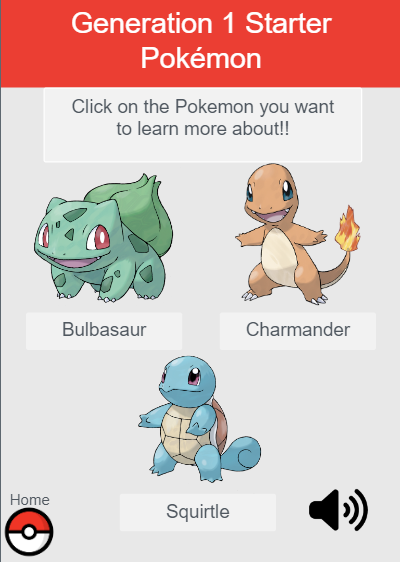 Generation 1 Starter
Pokémon
Click on the Pokemon you want
to learn more about!!
Bulbasaur
Charmander
Squirtle
Home